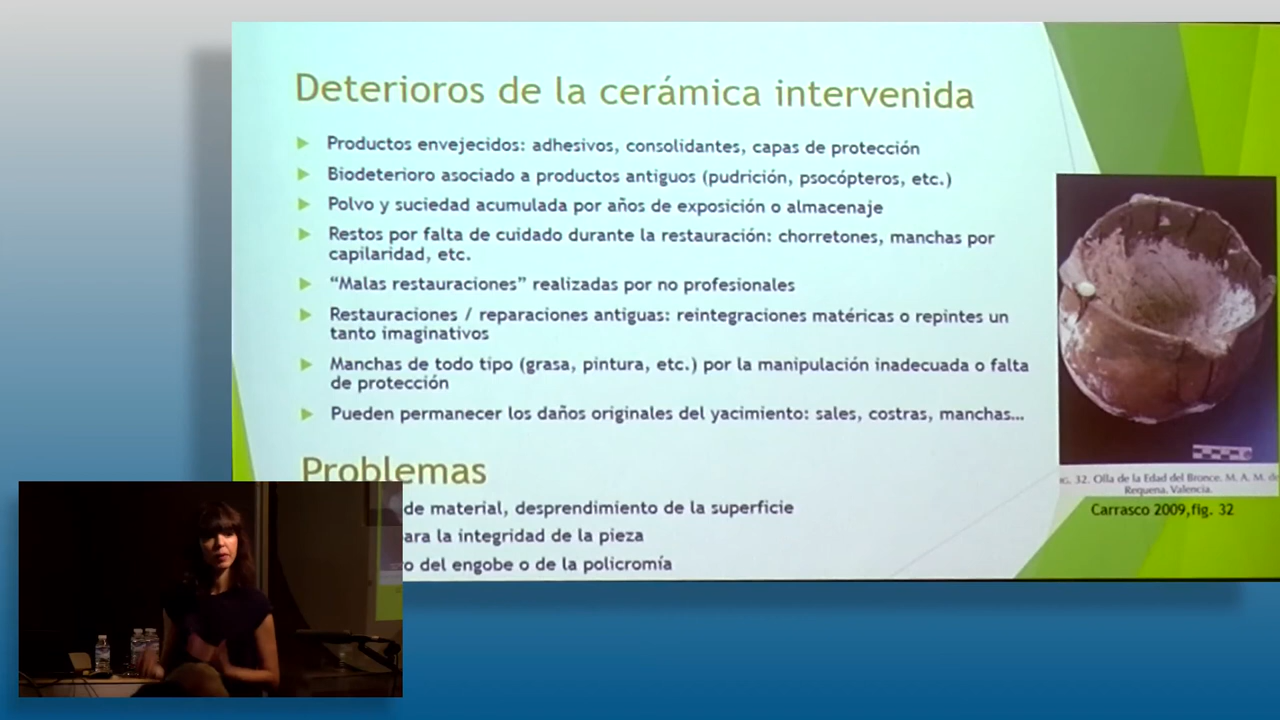 Deterioros de la cerámica intervenida
Productos envejecidos: adhesivos, consolidantes, capas de protección
Biodeterioro asociado a productos antiguos (pudrición, psocópteros, etc.)
Polvo y suciedad acumulada por años de exposición o almacenaje
Restos por falta de cuidado durante la restauración: chorretones, manchas por
capilaridad, etc.
“Malas restauraciones” realizadas por no profesionales
Restauraciones / reparaciones antiguas: reintegraciones matéricas o repintes un
tanto imaginativos
Manchas de todo tipo (grasa, pintura, etc.) por la manipulación inadecuada o falta
de protección
Pueden permanecer los daños originales del yacimiento: sales, costras, manchas...
Problemas
de material, desprendimiento de la superficie
la integridad de la pieza
del engobe o de la policromía
32. Olla de la Edad del Bronce. M. A. M. de
Requena. Valencia.
Carrasco 2009,fig. 32